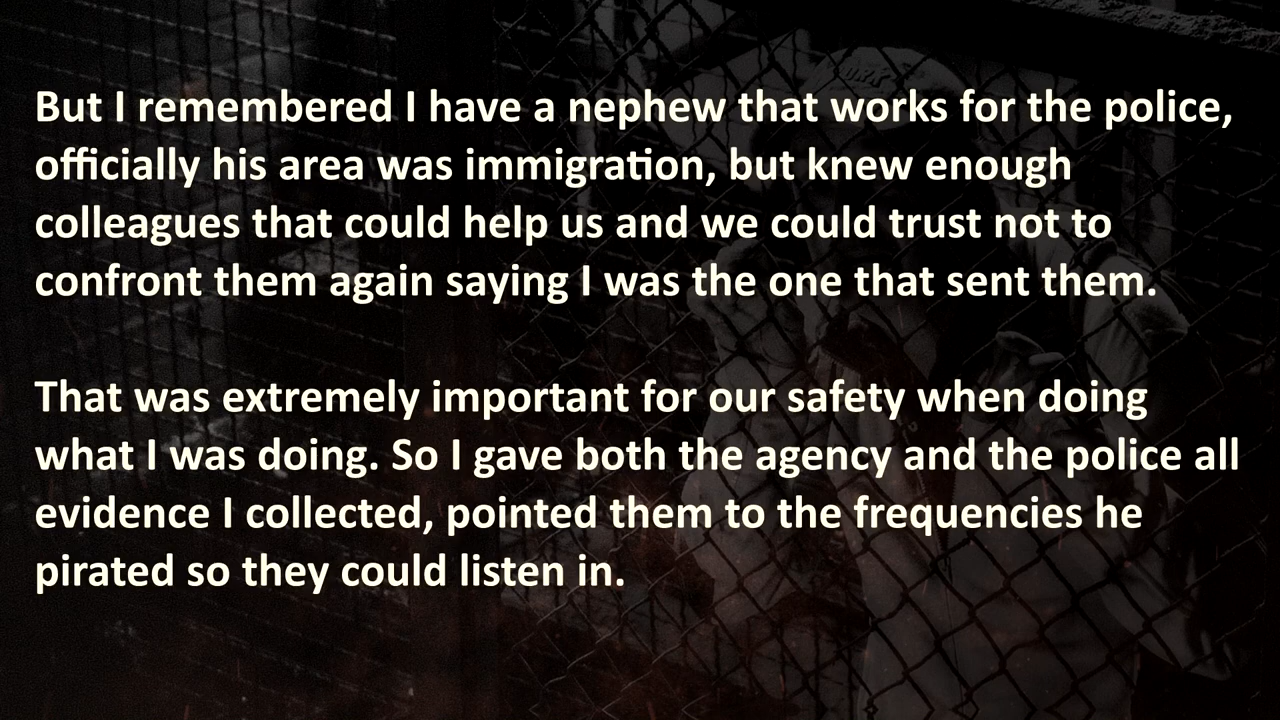 But I remembered I have a nephew that works for the police,
officially his area was immigration, but knew enough
colleagues that could help us and we could trust not to
confront them again saying I was the one that sent them.
That was extremely important for our safety when doing
what I was doing. So I gave both the agency and the police all
evidence I collected, pointed them to the frequencies he
pirated so they could listen in.